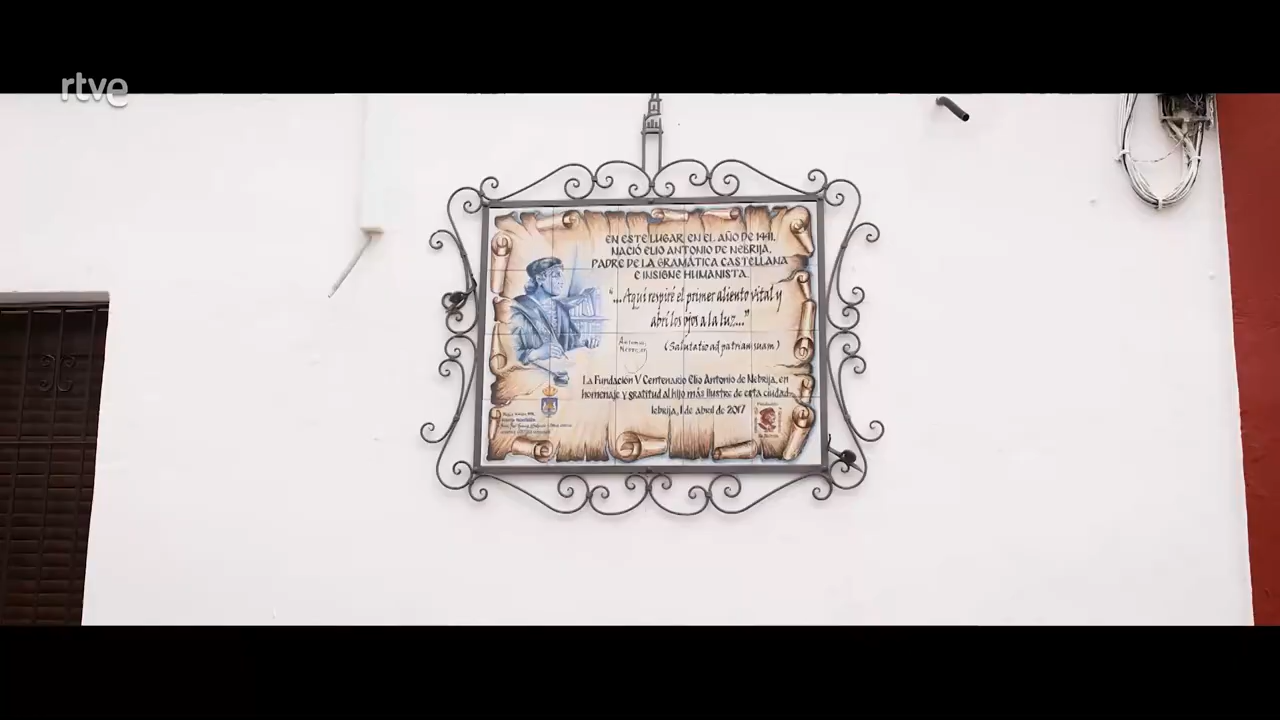 rtve
EN ESTE LUGAR, EN EL AÑO DE 1441,
NACIÓ ELIO ANTONIO DE NEBRIJA,
PADRE DE LA GRAMÁTICA CASTELLANA
E INSIGNE HUMANISTA.
"...Aquí respiré el primer aliento vital y
abrí los ojos a la luz..."
(Salutatio ad patriam suam)
Antonio
La Fundación V Centenario Elio Antonio de Nebrija, en
homenaje y gratitud al hijo más ilustre de esta ciudad.
Lebrija, 1 de abril de 2017